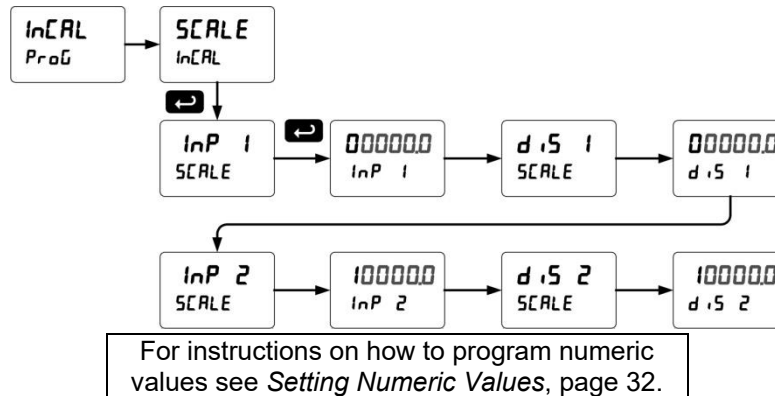 InCAL
ProG
SCALE
InCAL
InP 1
SCALE
00000.0
InP 1
diS 1
SCALE
00000.0
diS 1
InP 2
SCALE
10000.0
InP 2
diS 2
SCALE
10000.0
diS 2
For instructions on how to program numeric
values see Setting Numeric Values, page 32.